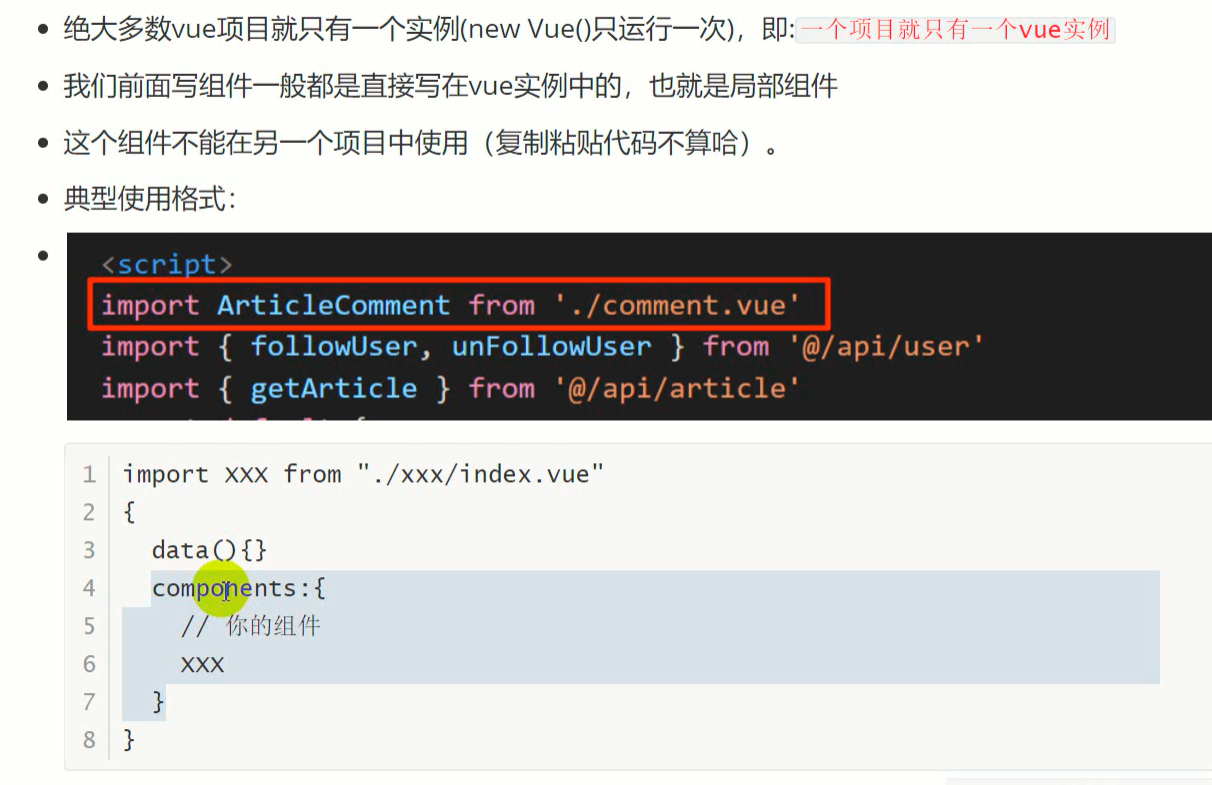 绝大多数vue项目就只有一个实例(new Vue()只运行一次)，即:一个项目就只有一个vue实例
我们前面写组件一般都是直接写在vue实例中的，也就是局部组件
这个组件不能在另一个项目中使用（复制粘贴代码不算哈）。
典型使用格式：
<script>
import ArticleComment from './comment.vue'
import { followUser, unFollowUser } from '@/api/user'
import { getArticle } from '@/api/article'
1 import XXX from "./xxx/index.vue"
2 {
3 data(){}
4 components:{
5 // 你的组件
6 XXX
7 }
8 }